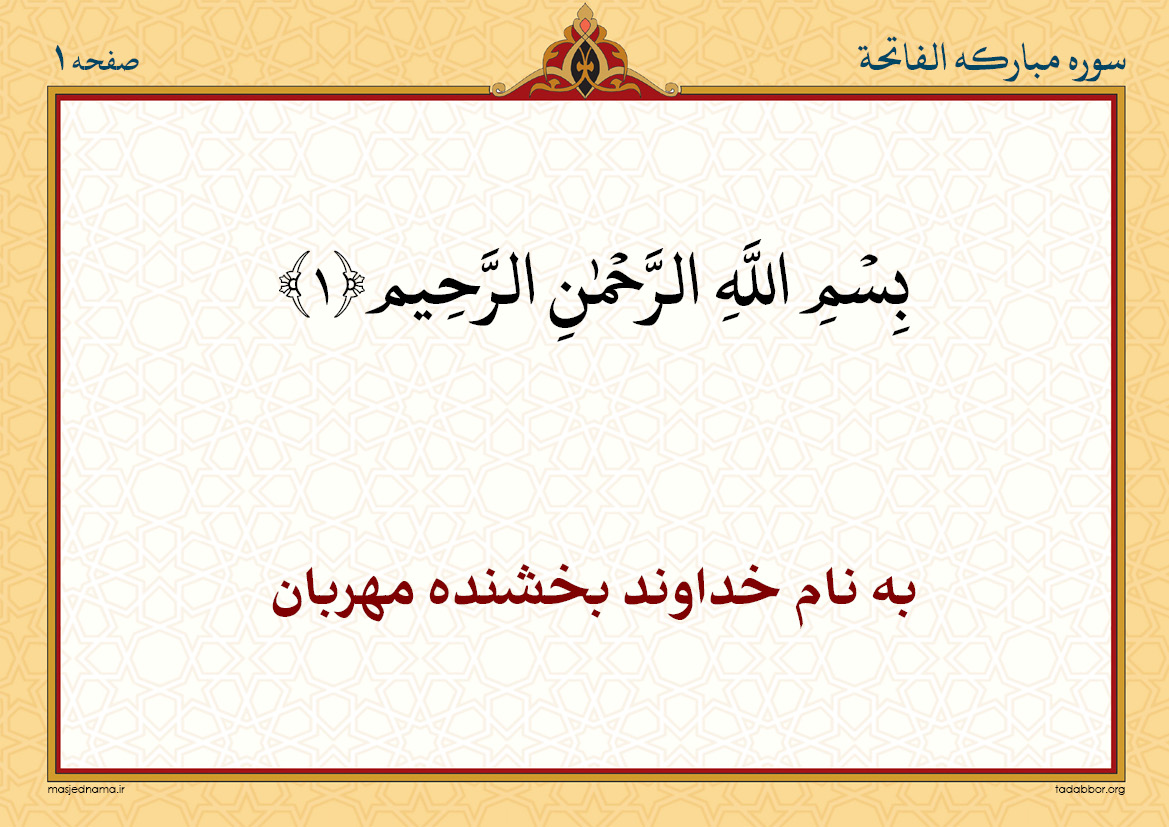 سوره مبارکه الفاتحة
صفحه ۱
بِسْمِ اللَّهِ الرَّحْمَٰنِ الرَّحِيمِ ﴿١﴾
به نام خداوند بخشنده مهربان
masjednama.ir
tadabbor.org